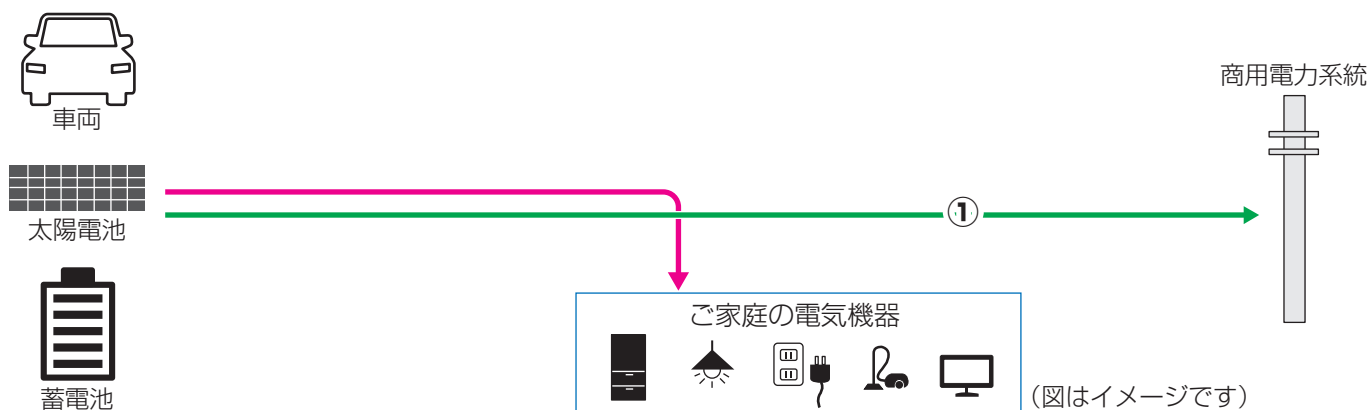 車両
商用電力系統
太陽電池
①
ご家庭の電気機器
蓄電池
(図はイメージです)